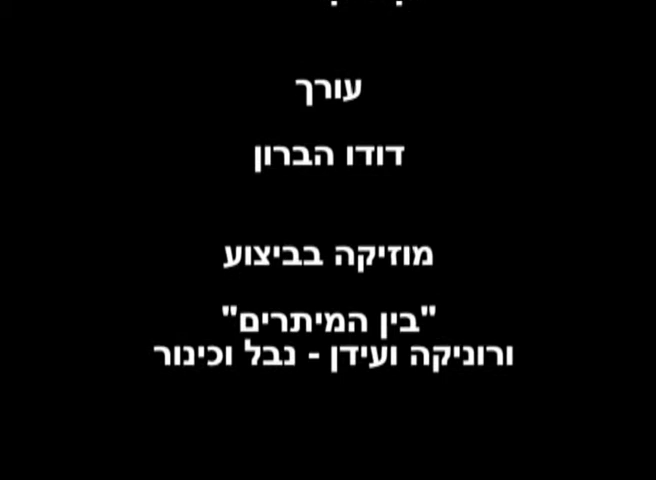 עורך
דודו הברון
מוזיקה בביצוע
"בין המיתרים"
ורוניקה ועידן - נבל וכינור